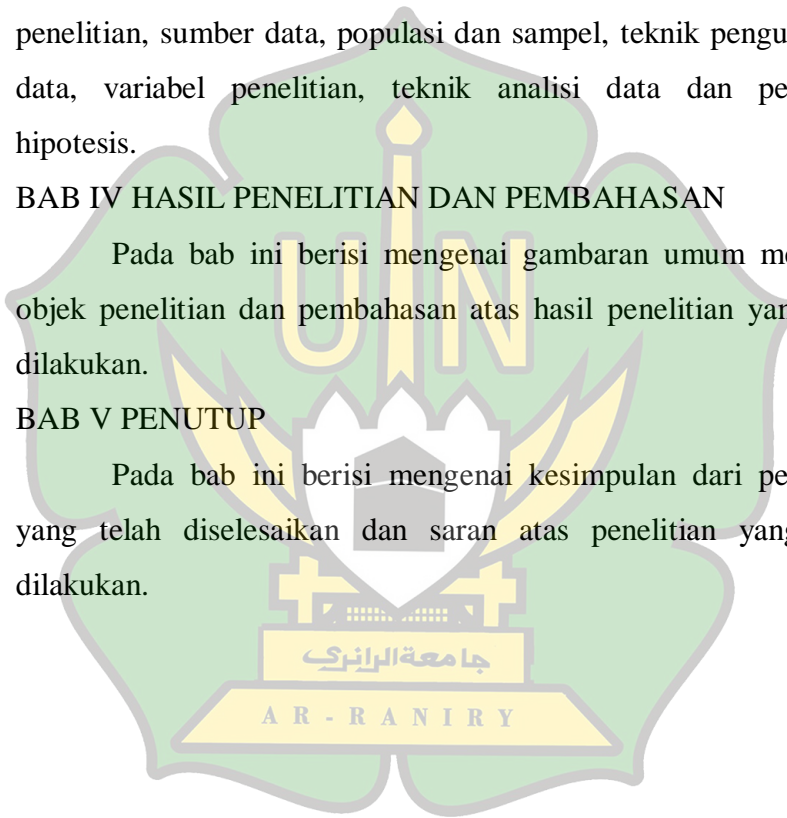 penelitian, sumber data, populasi dan sampel, teknik pengu
data, variabel penelitian, teknik analisi data dan pe
hipotesis.
BAB IV HASIL PENELITIAN DAN PEMBAHASAN
Pada bab ini berisi mengenai gambaran umum me
objek penelitian dan pembahasan atas hasil penelitian yan
dilakukan.
BAB V PENUTUP
Pada bab ini berisi mengenai kesimpulan dari pe
yang telah diselesaikan dan saran atas penelitian yang
dilakukan.
UIN
جامعةالرانري
AR-RANIRY